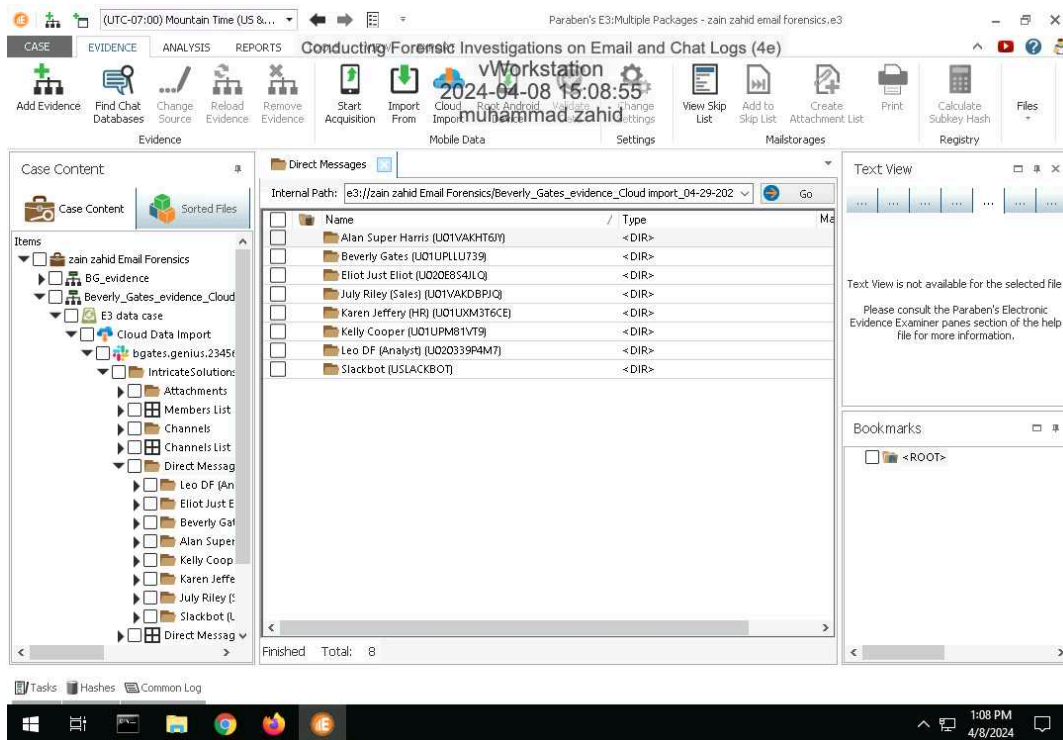 (UTC-07:00) Mountain Time (US &...
Paraben's E3:Multiple Packages - zain zahid email forensics.e3
CASE EVIDENCE ANALYSIS REPORTS
Conducting Forensic Investigations on Email and Chat Logs (4e)
vWorkstation
2024-04-08 15:08:55
muhammad zahid
Add Evidence
Find Chat Databases
Change Source
Reload Evidence
Remove Evidence
Evidence
Start Acquisition
Import From
Cloud Import
Root Android
Validate
Change Settings
Mobile Data
Settings
View Skip List
Add to Skip List
Create Attachment List
Print
Mailstorages
Calculate Subkey Hash
Registry
Files
Case Content
Case Content
Sorted Files
Items
zain zahid Email Forensics
BG_evidence
Beverly_Gates_evidence_Cloud
E3 data case
Cloud Data Import
bgates.genius.2345
IntricateSolutions
Attachments
Members List
Channels
Channels List
Direct Messag
Leo DF (An
Eliot Just E
Beverly Gat
Alan Super
Kelly Coop
Karen Jeffe
July Riley (S
Slackbot (U
Direct Messag
Direct Messages
Internal Path: e3://zain zahid Email Forensics/Beverly_Gates_evidence_Cloud import_04-29-202 Go
Name / Type Ma
Alan Super Harris (U01VAKHT6JY) <DIR>
Beverly Gates (U01UPLLU739) <DIR>
Eliot Just Eliot (U020E8S4JLQ) <DIR>
July Riley (Sales) (U01VAKDBPJQ) <DIR>
Karen Jeffery (HR) (U01UXM3T6CE) <DIR>
Kelly Cooper (U01UPM81VT9) <DIR>
Leo DF (Analyst) (U020339P4M7) <DIR>
Slackbot (USLACKBOT) <DIR>
Finished Total: 8
Text View
... ... ... ... ... ... ...
Text View is not available for the selected file
Please consult the Paraben's Electronic
Evidence Examiner panes section of the help
file for more information.
Bookmarks
<ROOT>
Tasks Hashes Common Log
1:08 PM
4/8/2024